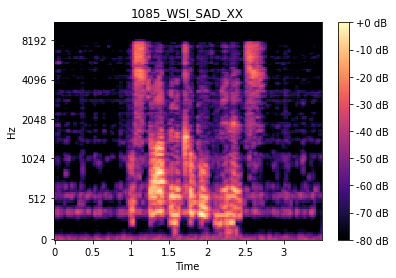 1085_WSI_SAD_XX
Hz
8192
4096
2048
1024
512
0
0 0.5 1 1.5 2 2.5 3
Time
+0 dB
-10 dB
-20 dB
-30 dB
-40 dB
-50 dB
-60 dB
-70 dB
-80 dB